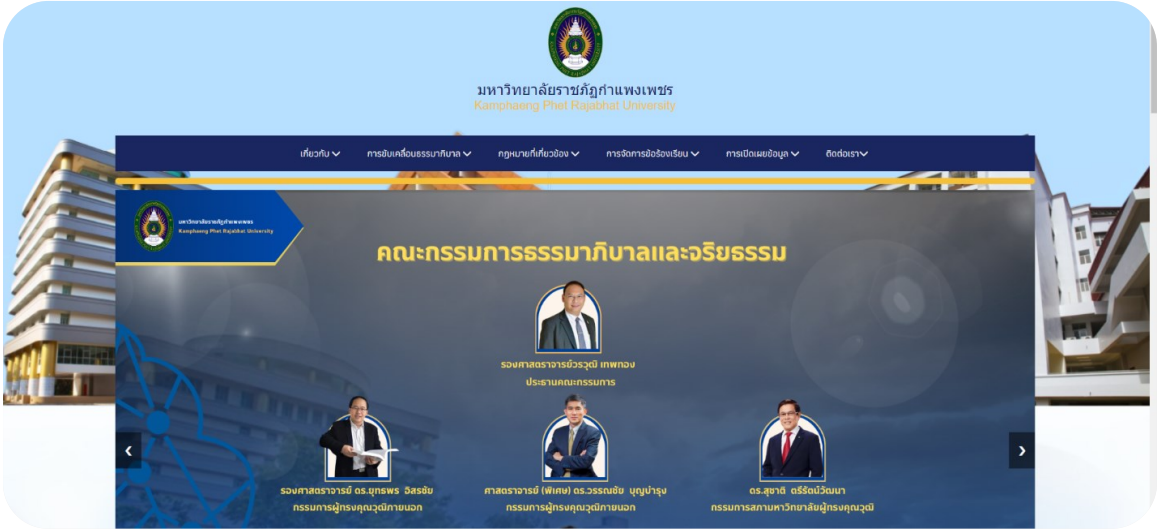 มหาวิทยาลัยราชภัฏกำแพงเพชร
Kamphaeng Phet Rajabhat University
เกี่ยวกับ การขับเคลื่อนธรรมาภิบาล กฎหมายที่เกี่ยวข้อง การจัดการข้อร้องเรียน การเปิดเผยข้อมูล ติดต่อเรา
มหาวิทยาลัยราชภัฏกำแพงเพชร
Kamphaeng Phet Rajabhat University
คณะกรรมการธรรมาภิบาลและจริยธรรม
รองศาสตราจารย์วรวุฒิ เทพทอง
ประธานคณะกรรมการ
รองศาสตราจารย์ ดร.ยุทธพร อิสรชัย
กรรมการผู้ทรงคุณวุฒิภายนอก
ศาสตราจารย์ (พิเศษ) ดร.วรรณชัย บุญบำรุง
กรรมการผู้ทรงคุณวุฒิภายนอก
ดร.สุชาติ ตรีรัตน์วัฒนา
กรรมการสภามหาวิทยาลัยผู้ทรงคุณวุฒิ